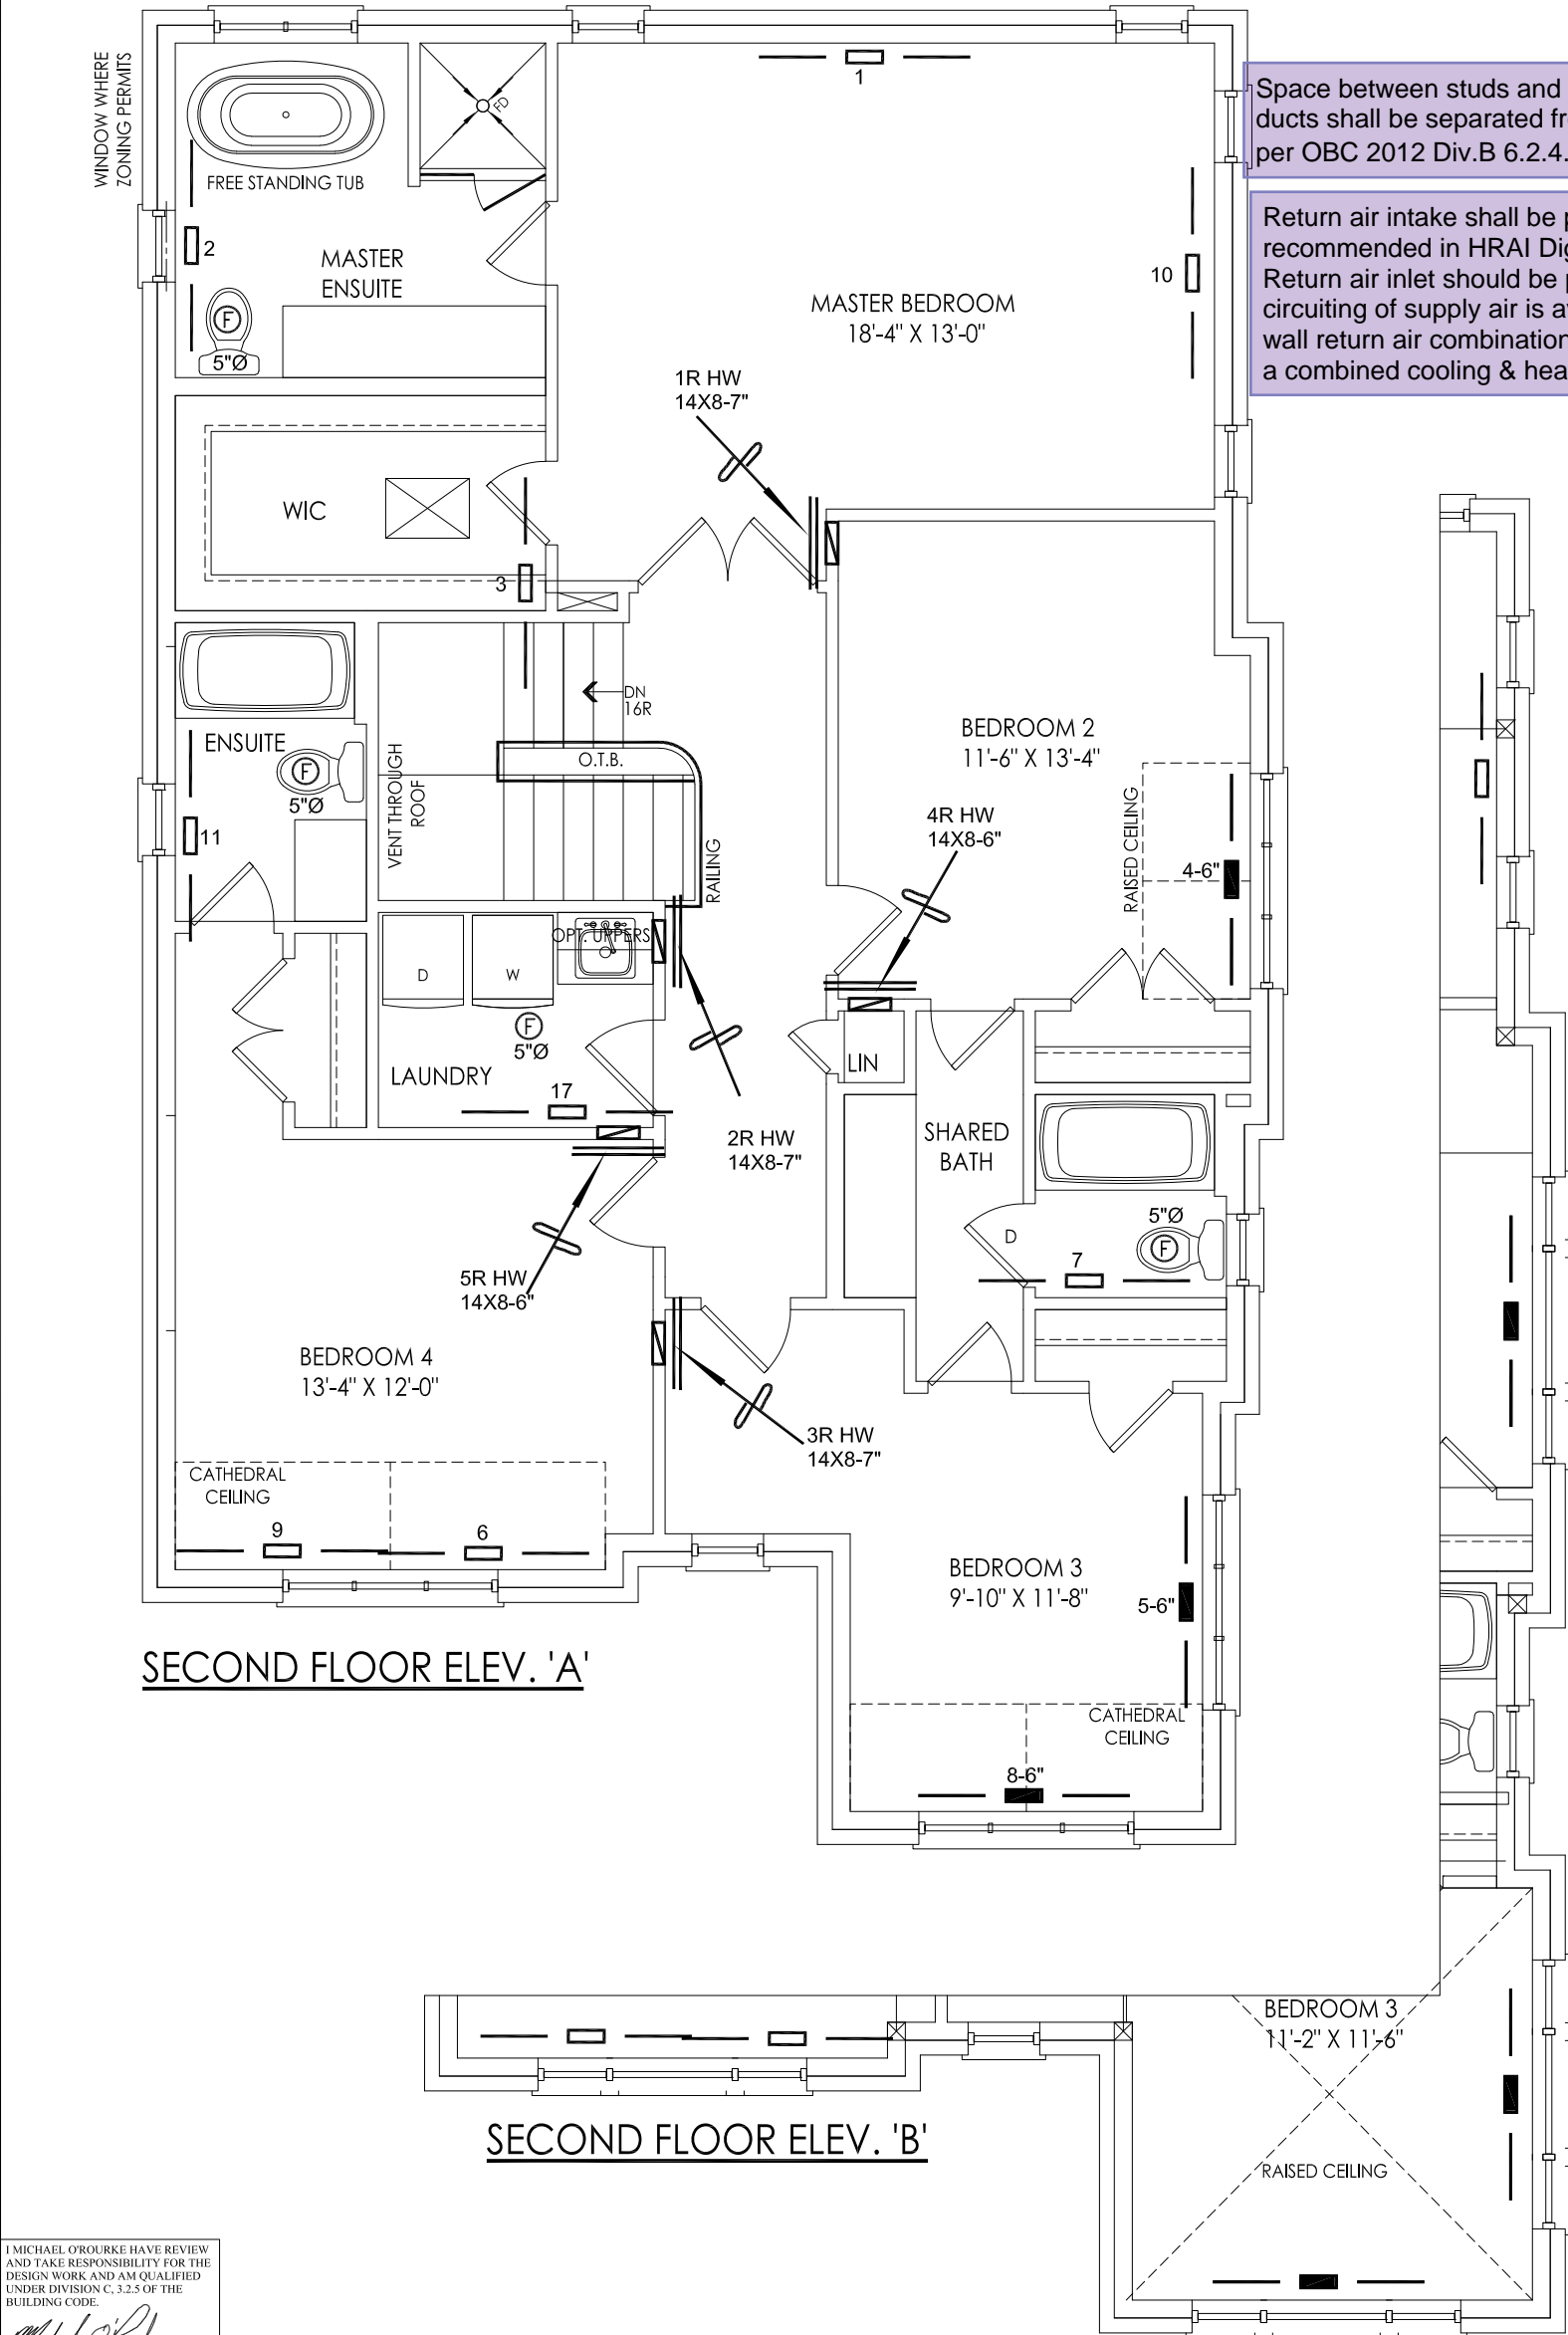 WINDOW WHERE
ZONING PERMITS
1
Space between studs and
ducts shall be separated fr
per OBC 2012 Div.B 6.2.4.
FD
FREE STANDING TUB
Return air intake shall be p
recommended in HRAI Dig
Return air inlet should be p
circuiting of supply air is av
wall return air combination
a combined cooling & hea
2
MASTER
ENSUITE
10
MASTER BEDROOM
18'-4" X 13'-0"
F
5"Ø
1R HW
14X8-7"
WIC
3
DN
16R
ENSUITE
F
5"Ø
VENT THROUGH
ROOF
O.T.B.
BEDROOM 2
11'-6" X 13'-4"
11
RAILING
4R HW
14X8-6"
RAISED CEILING
4-6"
OPT. UPPERS
D
W
F
5"Ø
LAUNDRY
17
LIN
2R HW
14X8-7"
SHARED
BATH
5"Ø
F
D
7
5R HW
14X8-6"
BEDROOM 4
13'-4" X 12'-0"
3R HW
14X8-7"
CATHEDRAL
CEILING
9
6
BEDROOM 3
9'-10" X 11'-8"
5-6"
SECOND FLOOR ELEV. 'A'
CATHEDRAL
CEILING
8-6"
BEDROOM 3
11'-2" X 11'-6"
SECOND FLOOR ELEV. 'B'
RAISED CEILING
I MICHAEL O'ROURKE HAVE REVIEW
AND TAKE RESPONSIBILITY FOR THE
DESIGN WORK AND AM QUALIFIED
UNDER DIVISION C, 3.2.5 OF THE
BUILDING CODE.